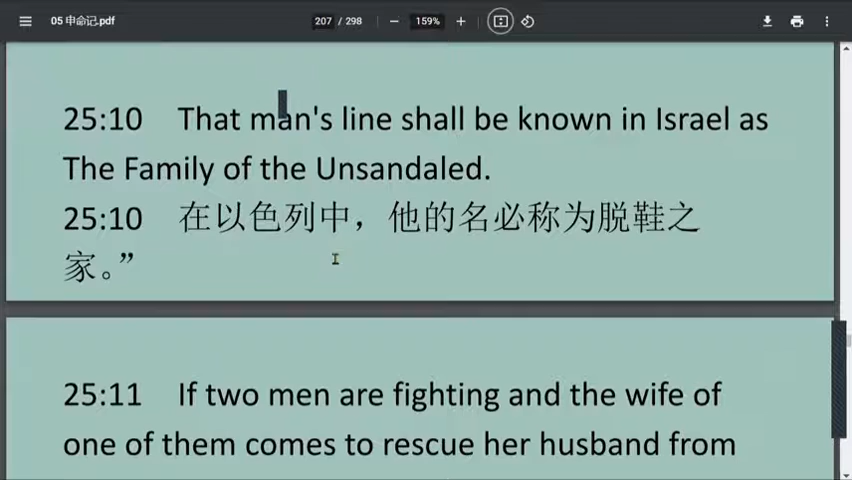 05 申命记.pdf
207 / 298
159%
25:10 That man's line shall be known in Israel as
The Family of the Unsandaled.
25:10 在以色列中，他的名必称为脱鞋之
家。”
25:11 If two men are fighting and the wife of
one of them comes to rescue her husband from